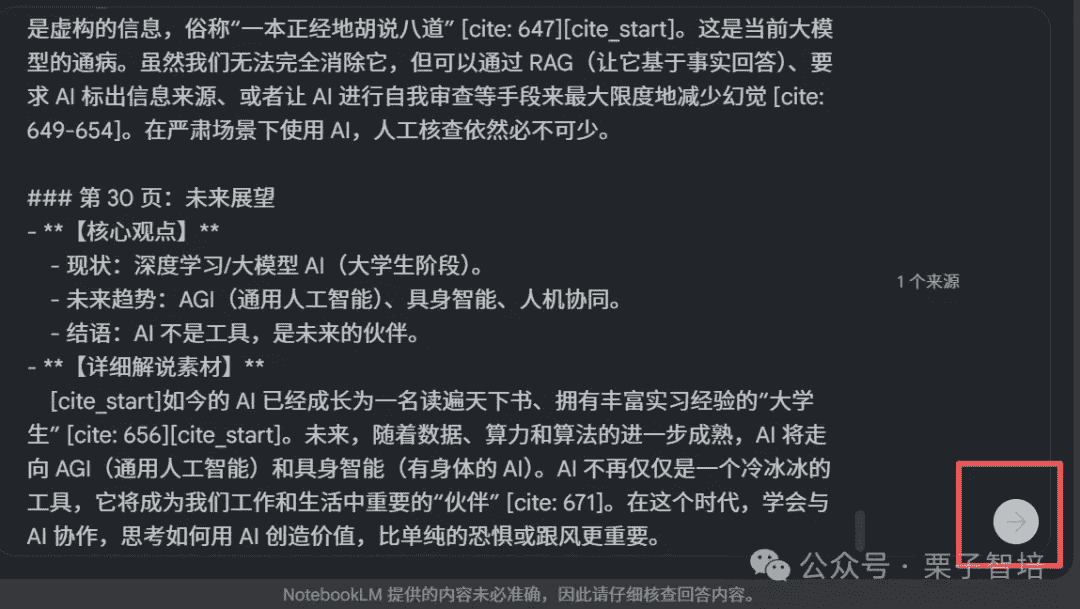 是虚构的信息，俗称“一本正经地胡说八道” [cite: 647][cite_start]。这是当前大模
型的通病。虽然我们无法完全消除它，但可以通过 RAG（让它基于事实回答）、要
求 AI 标出信息来源、或者让 AI 进行自我审查等手段来最大限度地减少幻觉 [cite:
649-654]。在严肃场景下使用 AI，人工核查依然必不可少。
### 第 30 页：未来展望
- **【核心观点】**
- 现状：深度学习/大模型 AI（大学生阶段）。
- 未来趋势：AGI（通用人工智能）、具身智能、人机协同。
- 结语：AI 不是工具，是未来的伙伴。
- **【详细解说素材】**
[cite_start]如今的 AI 已经成长为一名读遍天下书、拥有丰富实习经验的“大学
生” [cite: 656][cite_start]。未来，随着数据、算力和算法的进一步成熟，AI 将走
向 AGI（通用人工智能）和具身智能（有身体的 AI）。AI 不再仅仅是一个冷冰冰的
工具，它将成为我们工作和生活中重要的“伙伴” [cite: 671]。在这个时代，学会与
AI 协作，思考如何用 AI 创造价值，比单纯的恐惧或跟风更重要。
1 个来源
公众号 · 栗子智培
NotebookLM 提供的内容未必准确，因此请仔细核查回答内容。